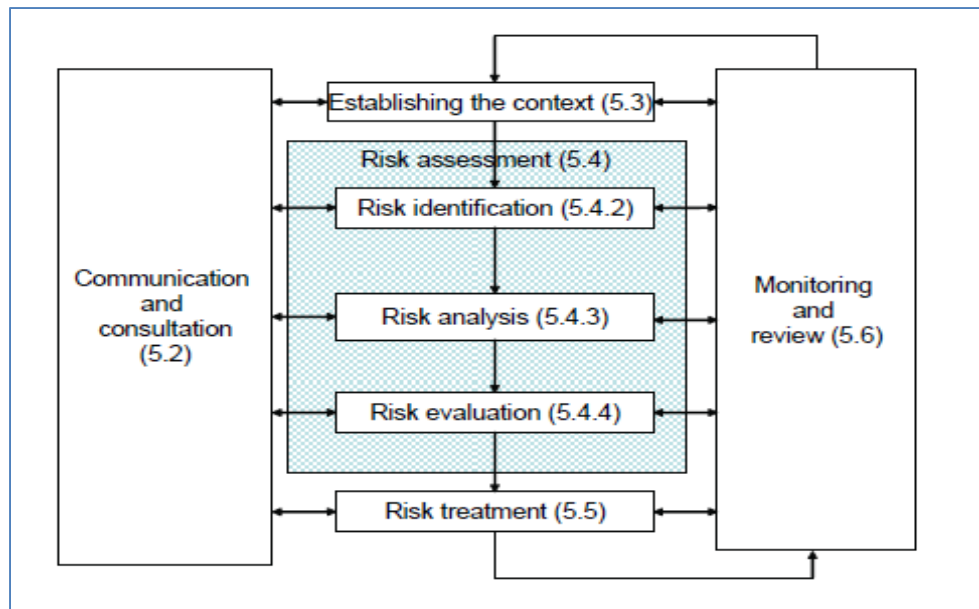 Establishing the context (5.3)
Risk assessment (5.4)
Risk identification (5.4.2)
Communication
and
consultation
(5.2)
Risk analysis (5.4.3)
Monitoring
and
review (5.6)
Risk evaluation (5.4.4)
Risk treatment (5.5)